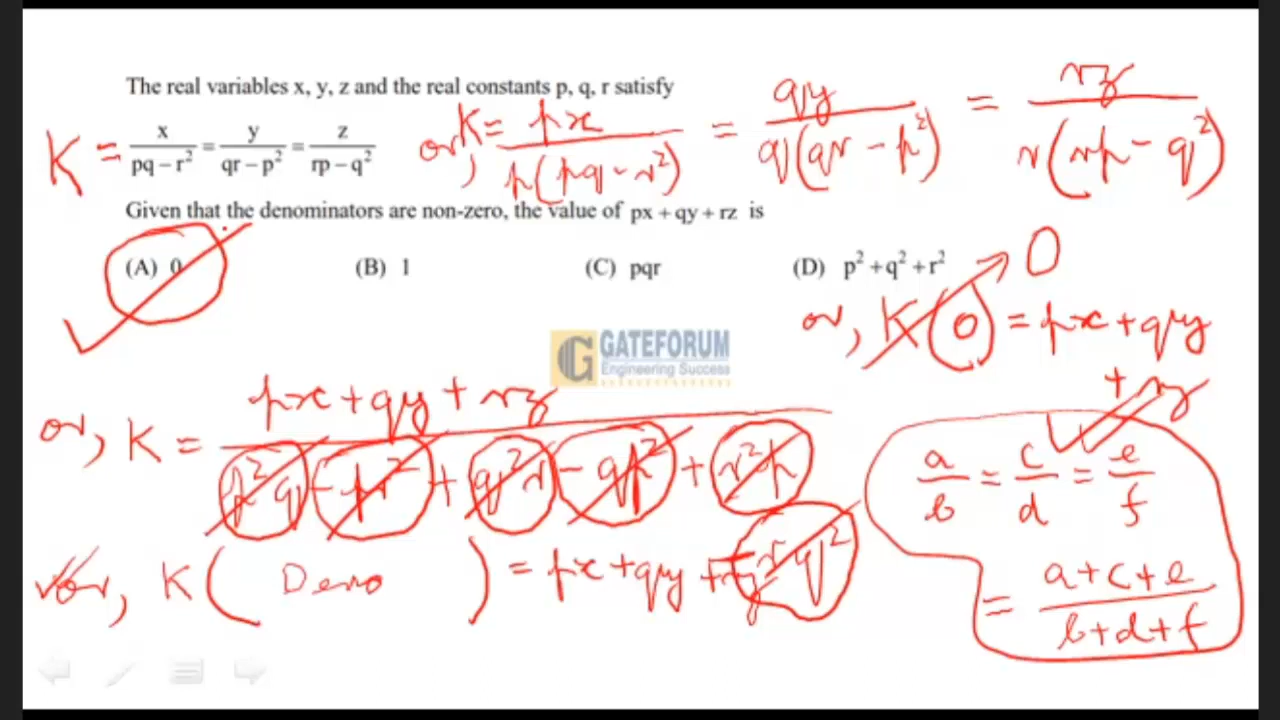 The real variables x, y, z and the real constants p, q, r satisfy
K = x/(pq − r²) = y/(qr − p²) = z/(rp − q²)
or, K = px/(p(pq − r²)) = qy/(q(qr − p²)) = rz/(r(rp − q²))
Given that the denominators are non-zero, the value of px + qy + rz is
(A) 0 (B) 1 (C) pqr (D) p² + q² + r²
0
or, K(0) = px + qy
+ rz
GATEFORUM
Engineering Success
or, K = (px + qy + rz)/(p²q − pr² + q²r − qp² + r²p − rq²)
or, K( Deno ) = px + qy + rz
a/b = c/d = e/f
= (a + c + e)/(b + d + f)